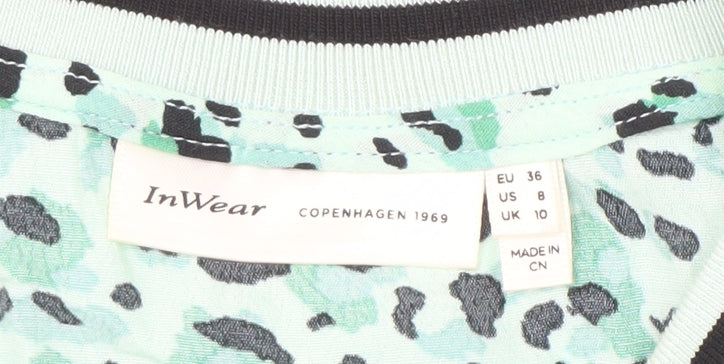 InWear COPENHAGEN 1969
EU 36
US 8
UK 10
MADE IN
CN